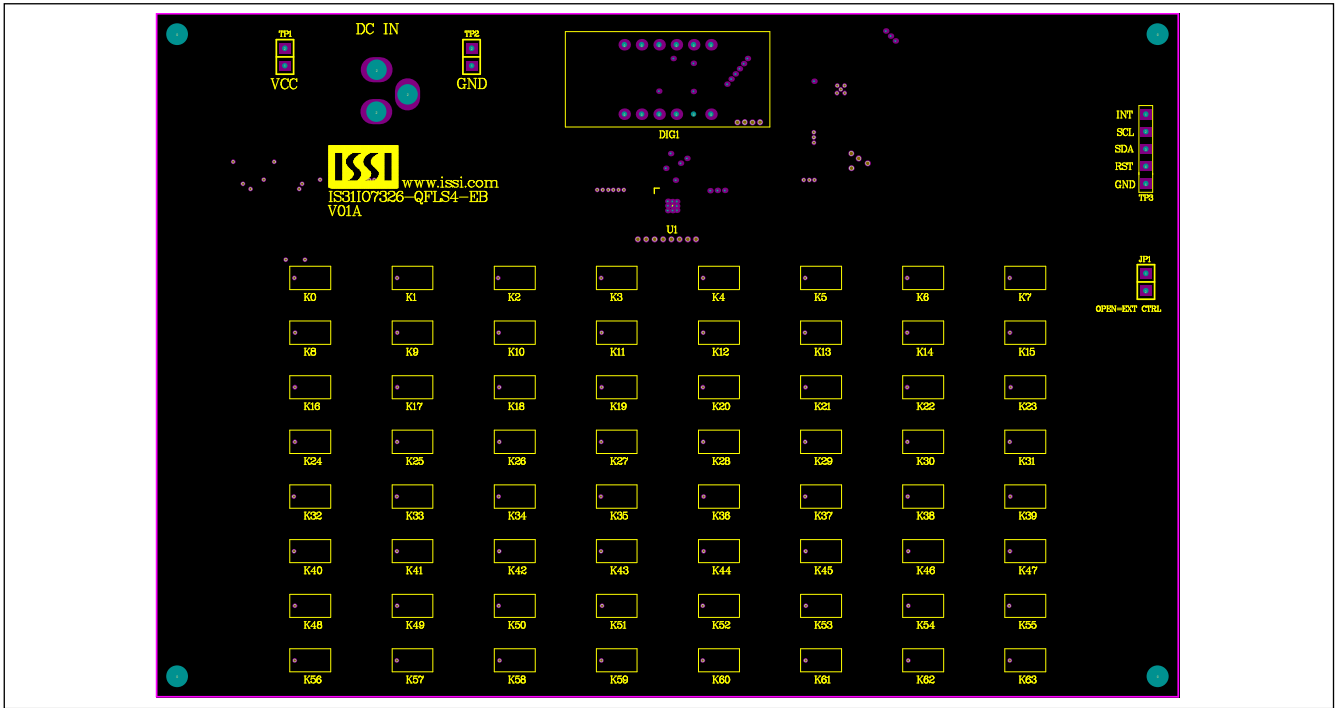 TP1
DC IN
TP2
VCC
GND
DIG1
INT
SCL
SDA
RST
GND
TP3
ISSI
www.issi.com
IS31IO7326-QFLS4-EB
V01A
U1
JP1
OPEN=EXT CTRL
K0 K1 K2 K3 K4 K5 K6 K7
K8 K9 K10 K11 K12 K13 K14 K15
K16 K17 K18 K19 K20 K21 K22 K23
K24 K25 K26 K27 K28 K29 K30 K31
K32 K33 K34 K35 K36 K37 K38 K39
K40 K41 K42 K43 K44 K45 K46 K47
K48 K49 K50 K51 K52 K53 K54 K55
K56 K57 K58 K59 K60 K61 K62 K63